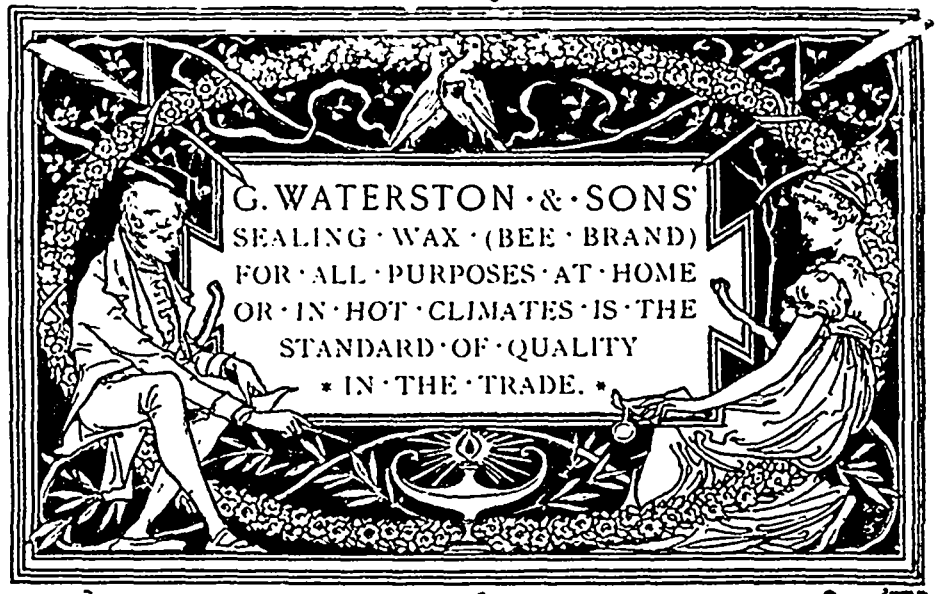 G. WATERSTON · & · SONS'
SEALING · WAX · (BEE · BRAND)
FOR · ALL · PURPOSES · AT · HOME
OR · IN · HOT · CLIMATES · IS · THE
STANDARD · OF · QUALITY
* IN · THE · TRADE. *